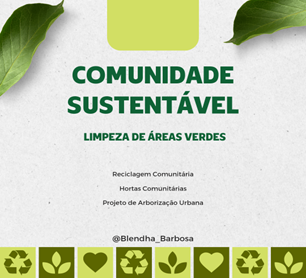 COMUNIDADE
SUSTENTÁVEL
LIMPEZA DE ÁREAS VERDES
Reciclagem Comunitária
Hortas Comunitárias
Projeto de Arborização Urbana
@Blendha_Barbosa